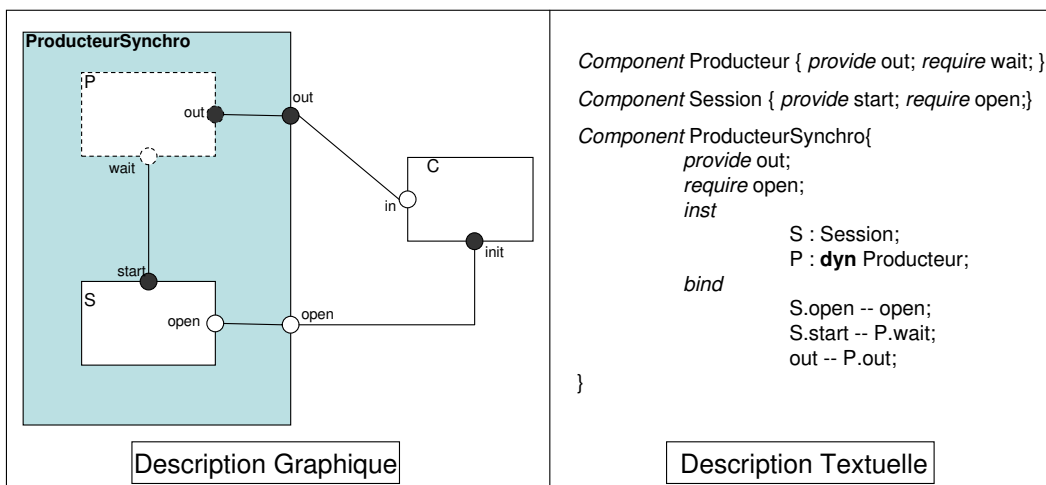 ProducteurSynchro
P
out
out
wait
C
in
init
start
S
open
open
Description Graphique
Component Producteur { provide out; require wait; }
Component Session { provide start; require open;}
Component ProducteurSynchro{
provide out;
require open;
inst
S : Session;
P : dyn Producteur;
bind
S.open -- open;
S.start -- P.wait;
out -- P.out;
}
Description Textuelle